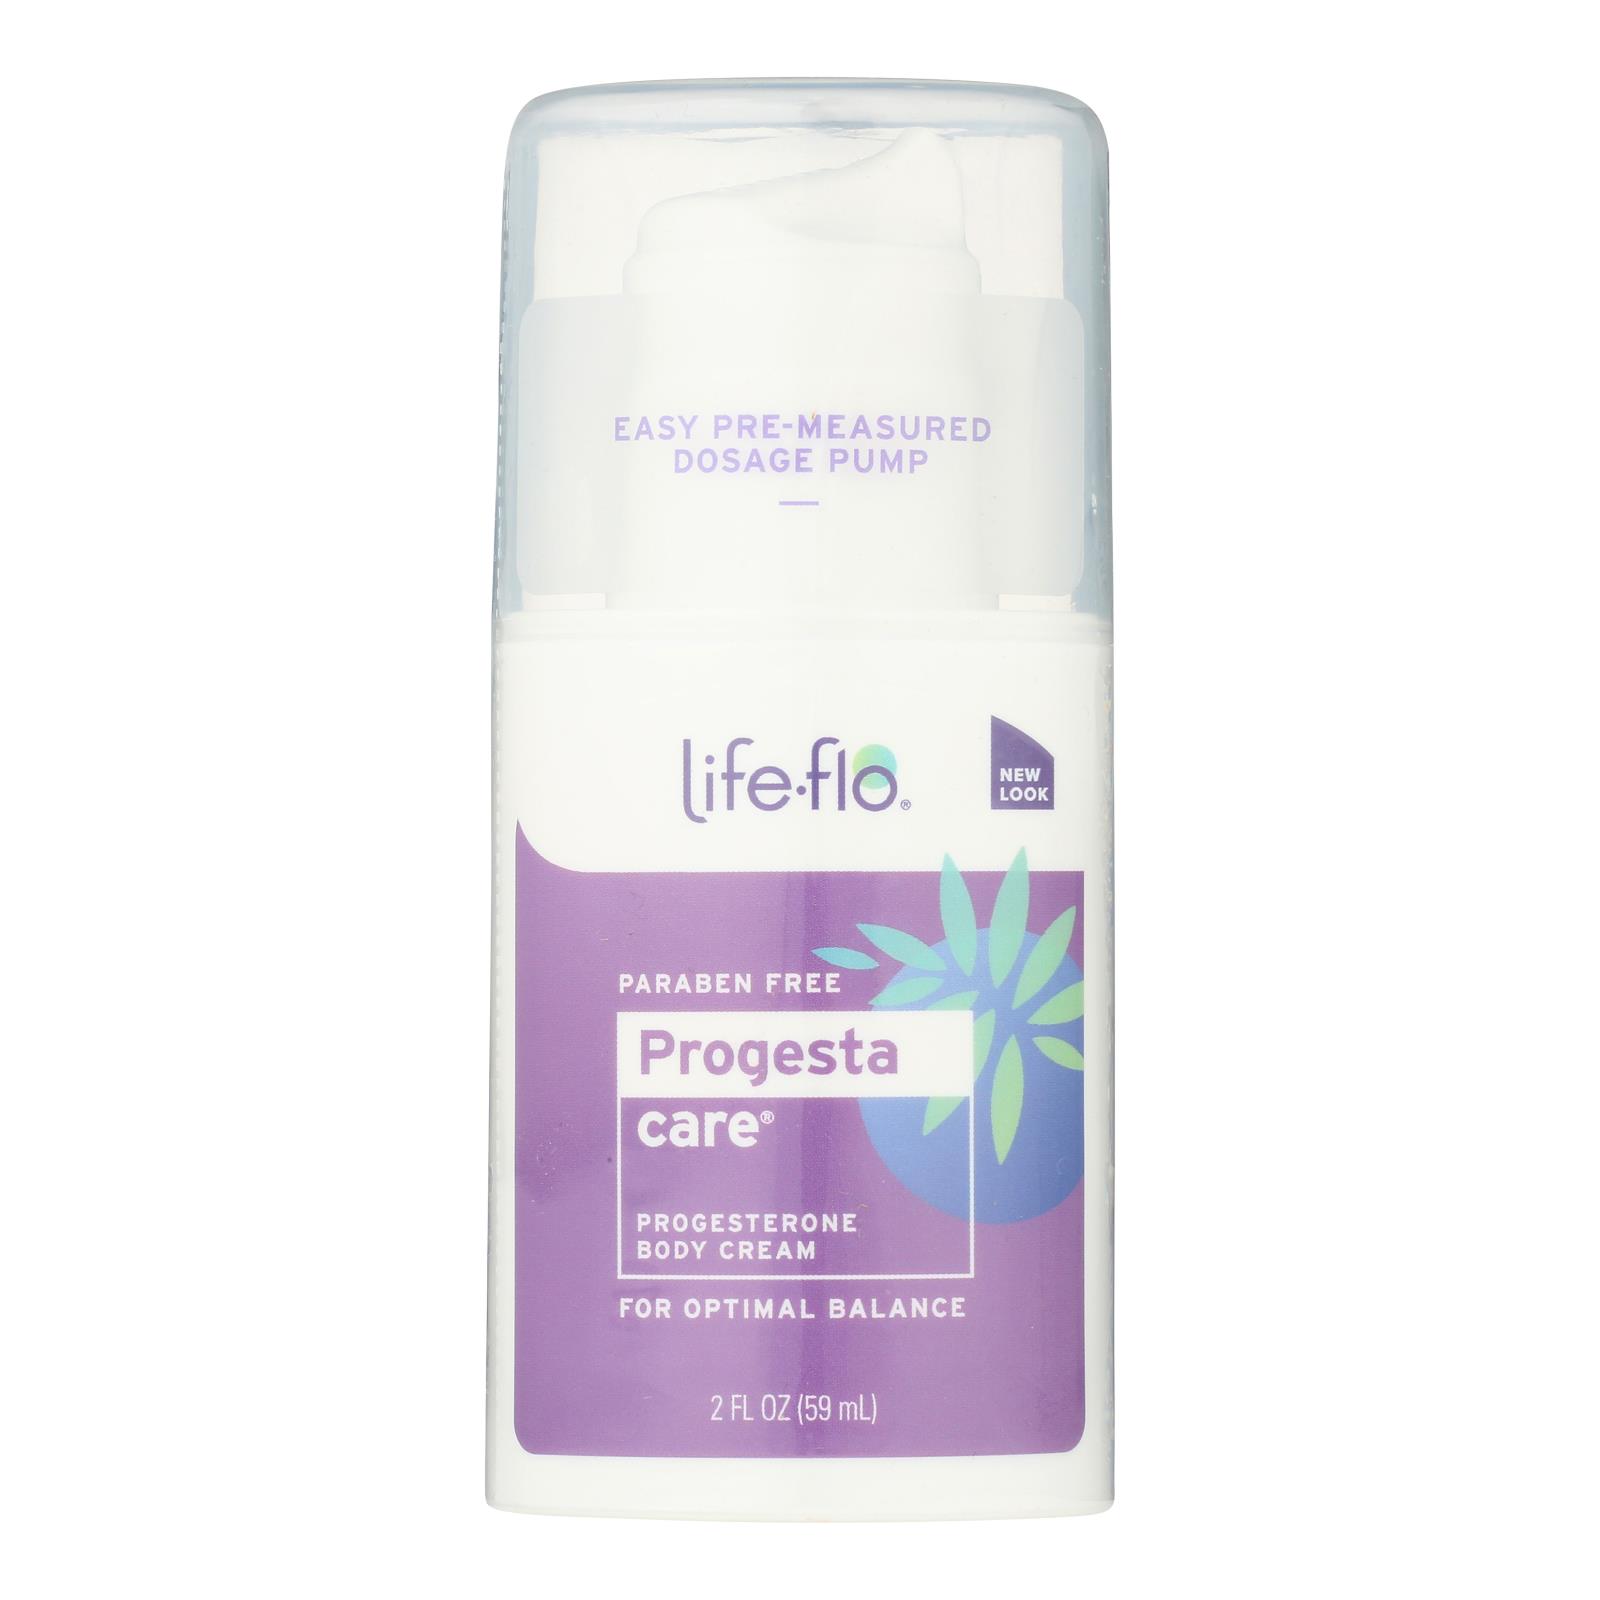 EASY PRE-MEASURED
DOSAGE PUMP
life·flo®
NEW
LOOK
PARABEN FREE
Progesta
care®
PROGESTERONE
BODY CREAM
FOR OPTIMAL BALANCE
2 FL OZ (59 mL)